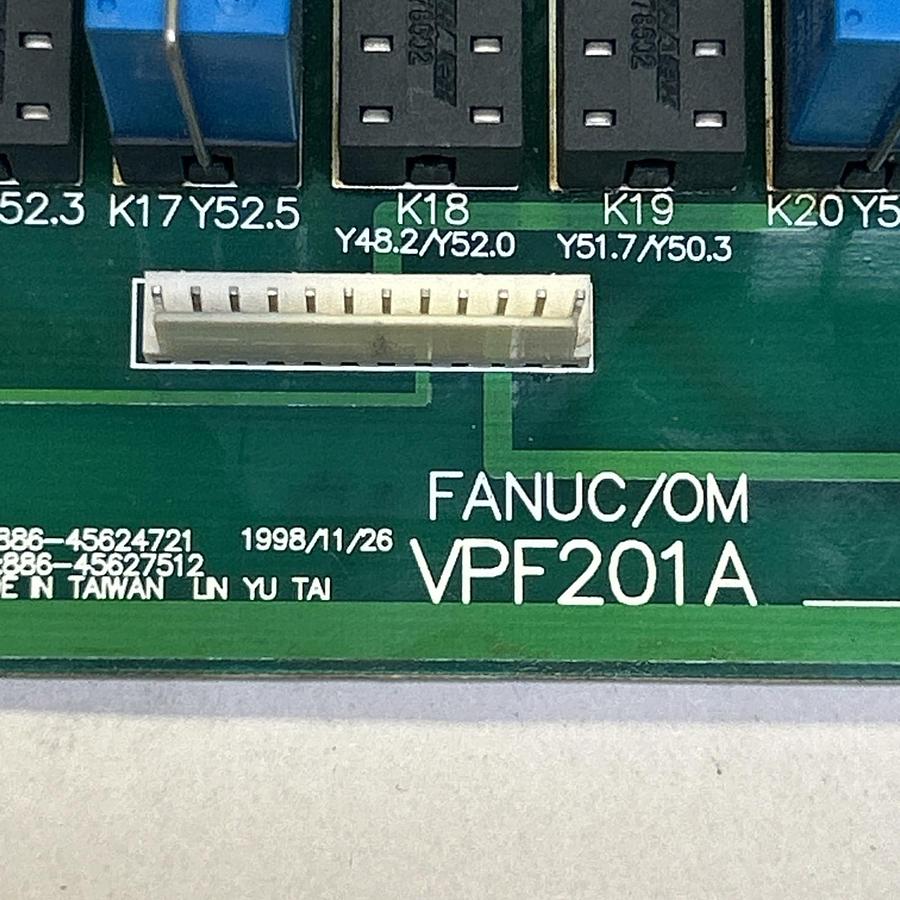 52.3 K17 Y52.5 K18 K19 K20 Y5
Y48.2/Y52.0 Y51.7/Y50.3
FANUC/OM
886-45624721 1998/11/26
:886-45627512
E IN TAIWAN LIN YU TAI
VPF201A